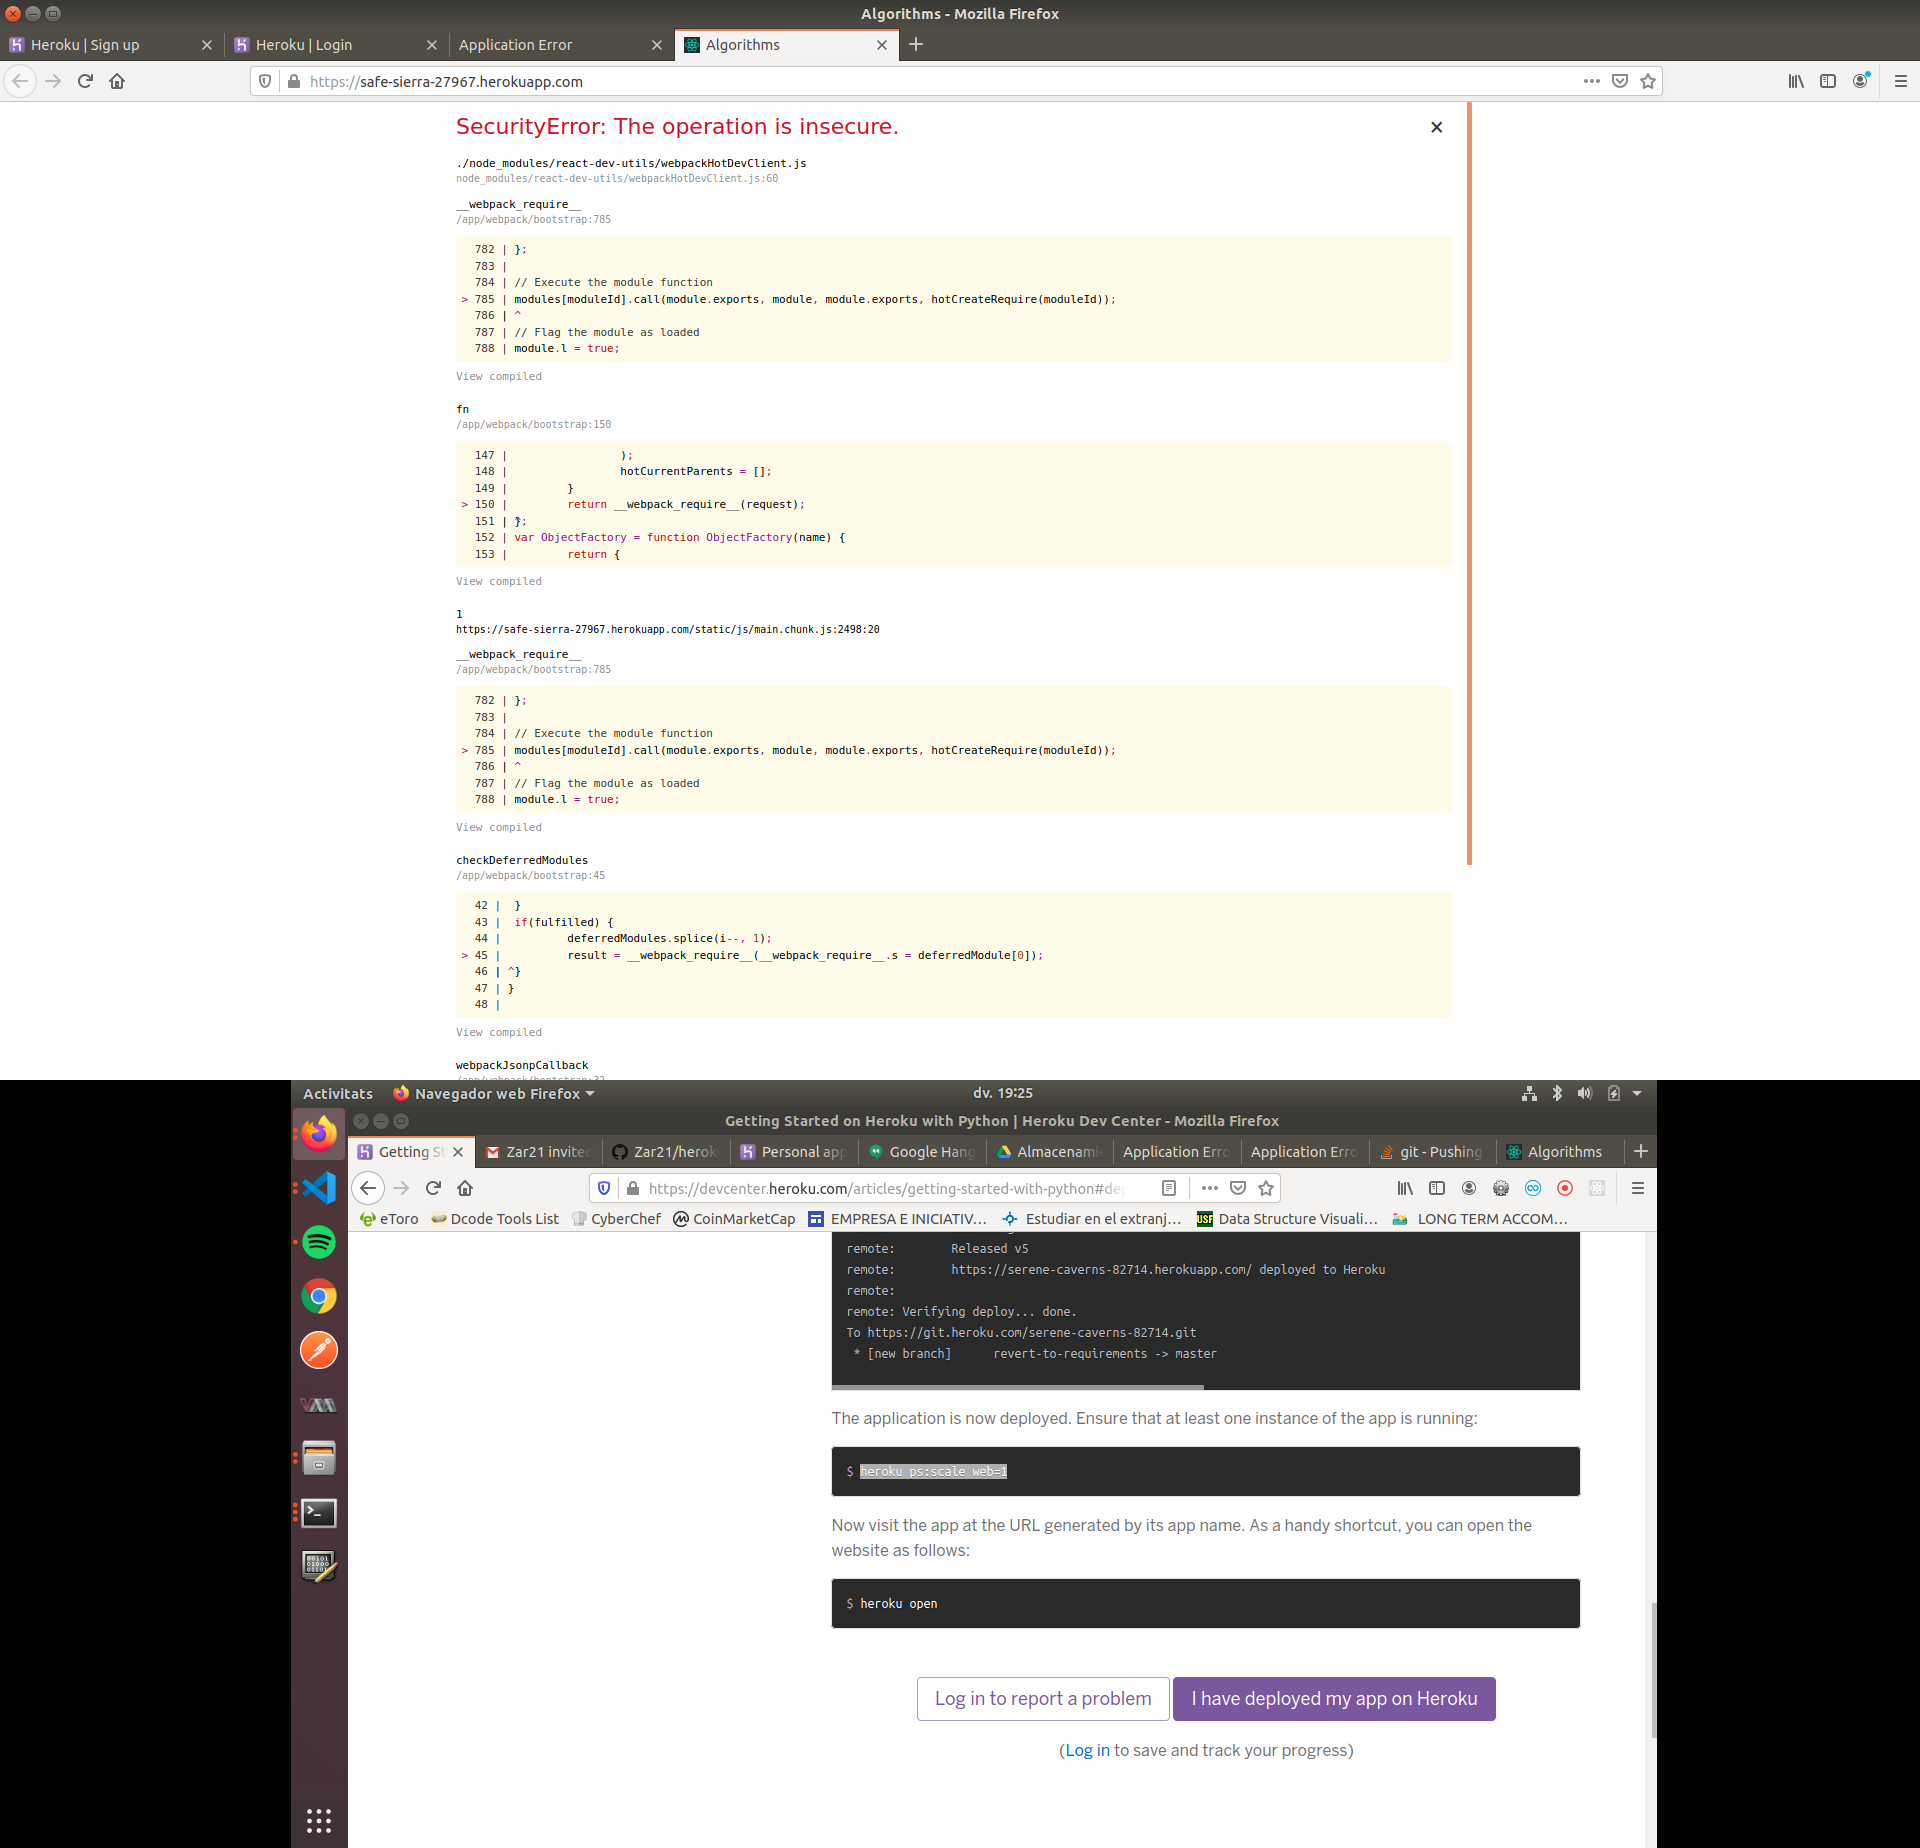 Algorithms - Mozilla Firefox
Heroku | Sign up
Heroku | Login
Application Error
Algorithms
https://safe-sierra-27967.herokuapp.com
SecurityError: The operation is insecure.
./node_modules/react-dev-utils/webpackHotDevClient.js
node_modules/react-dev-utils/webpackHotDevClient.js:60
__webpack_require__
/app/webpack/bootstrap:785
782 | };
783 |
784 | // Execute the module function
> 785 | modules[moduleId].call(module.exports, module, module.exports, hotCreateRequire(moduleId));
786 | ^
787 | // Flag the module as loaded
788 | module.l = true;
View compiled
fn
/app/webpack/bootstrap:150
147 | );
148 | hotCurrentParents = [];
149 | }
> 150 | return __webpack_require__(request);
151 | };
152 | var ObjectFactory = function ObjectFactory(name) {
153 | return {
View compiled
1
https://safe-sierra-27967.herokuapp.com/static/js/main.chunk.js:2498:20
__webpack_require__
/app/webpack/bootstrap:785
782 | };
783 |
784 | // Execute the module function
> 785 | modules[moduleId].call(module.exports, module, module.exports, hotCreateRequire(moduleId));
786 | ^
787 | // Flag the module as loaded
788 | module.l = true;
View compiled
checkDeferredModules
/app/webpack/bootstrap:45
42 | }
43 | if(fulfilled) {
44 | deferredModules.splice(i--, 1);
> 45 | result = __webpack_require__(__webpack_require__.s = deferredModule[0]);
46 | ^}
47 | }
48 |
View compiled
webpackJsonpCallback
Activitats
Navegador web Firefox
dv. 19:25
Getting Started on Heroku with Python | Heroku Dev Center - Mozilla Firefox
Getting St
Zar21 invited
Zar21/herok
Personal app
Google Hang
Almacenami
Application Erro
Application Erro
git - Pushing
Algorithms
https://devcenter.heroku.com/articles/getting-started-with-python#de
eToro
Dcode Tools List
CyberChef
CoinMarketCap
EMPRESA E INICIATIV...
Estudiar en el extranj...
USF
Data Structure Visuali...
LONG TERM ACCOM...
remote: Released v5
remote: https://serene-caverns-82714.herokuapp.com/ deployed to Heroku
remote:
remote: Verifying deploy... done.
To https://git.heroku.com/serene-caverns-82714.git
* [new branch] revert-to-requirements -> master
The application is now deployed. Ensure that at least one instance of the app is running:
$ heroku ps:scale web=1
Now visit the app at the URL generated by its app name. As a handy shortcut, you can open the
website as follows:
$ heroku open
Log in to report a problem
I have deployed my app on Heroku
(Log in to save and track your progress)